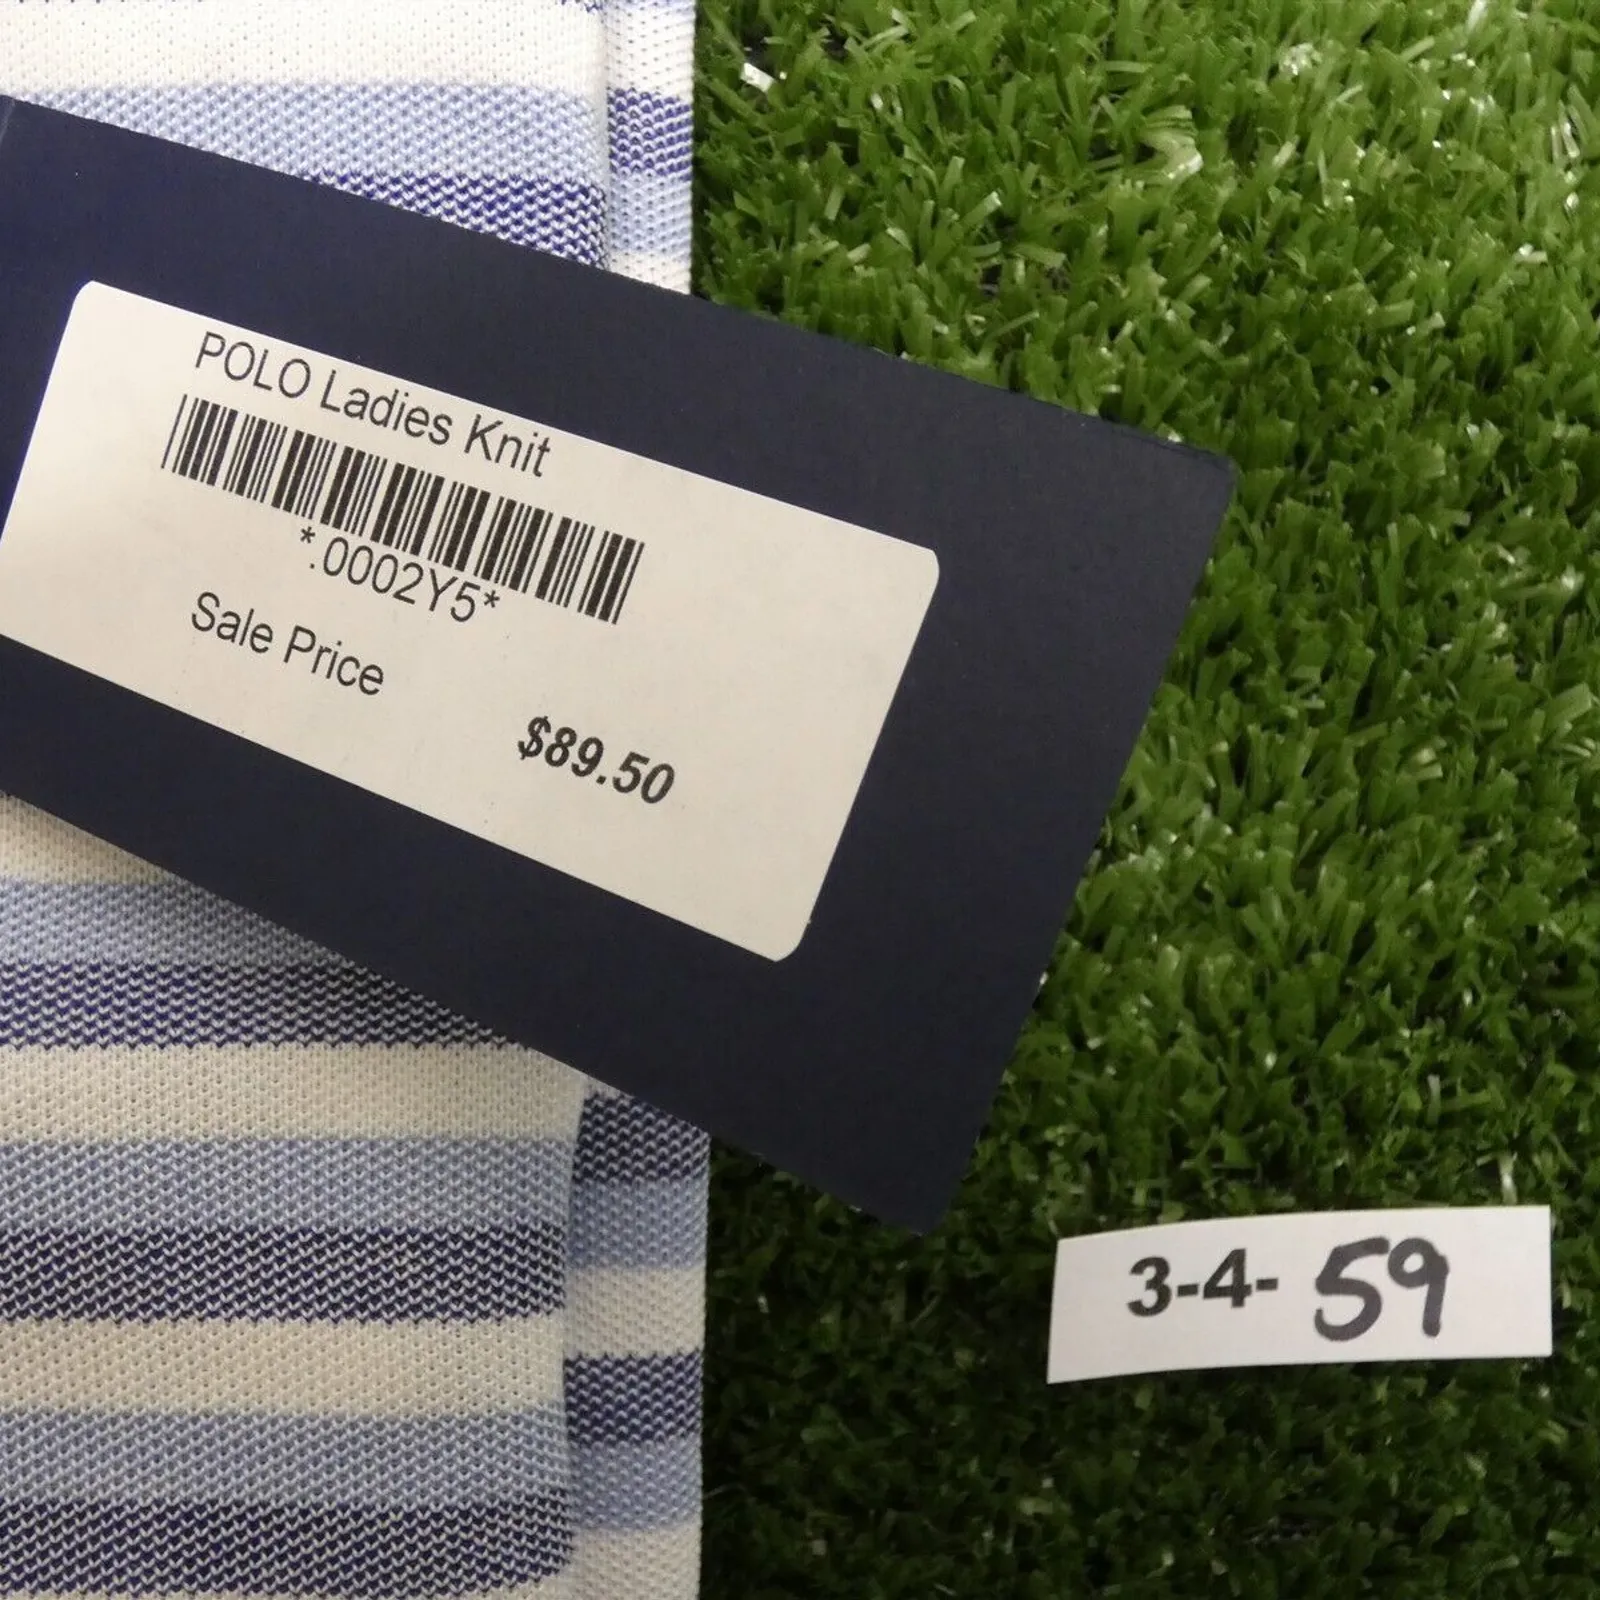 POLO Ladies Knit
*.0002Y5*
Sale Price
$89.50
3-4-59